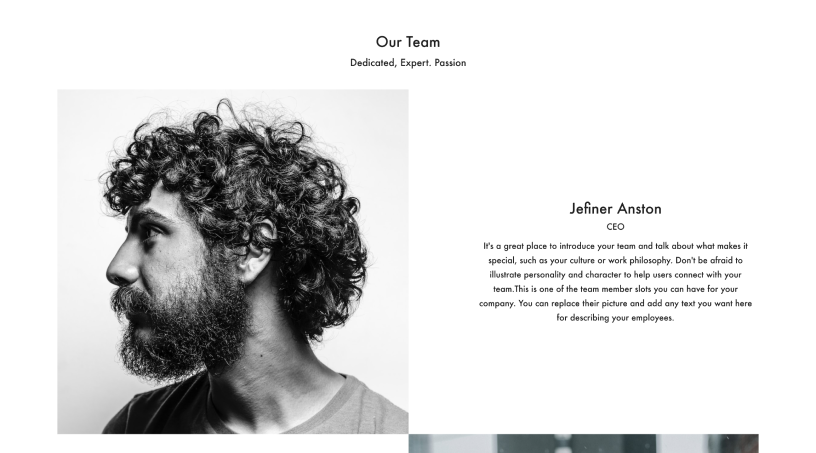 Our Team
Dedicated, Expert. Passion
Jefiner Anston
CEO
It's a great place to introduce your team and talk about what makes it
special, such as your culture or work philosophy. Don't be afraid to
illustrate personality and character to help users connect with your
team.This is one of the team member slots you can have for your
company. You can replace their picture and add any text you want here
for describing your employees.